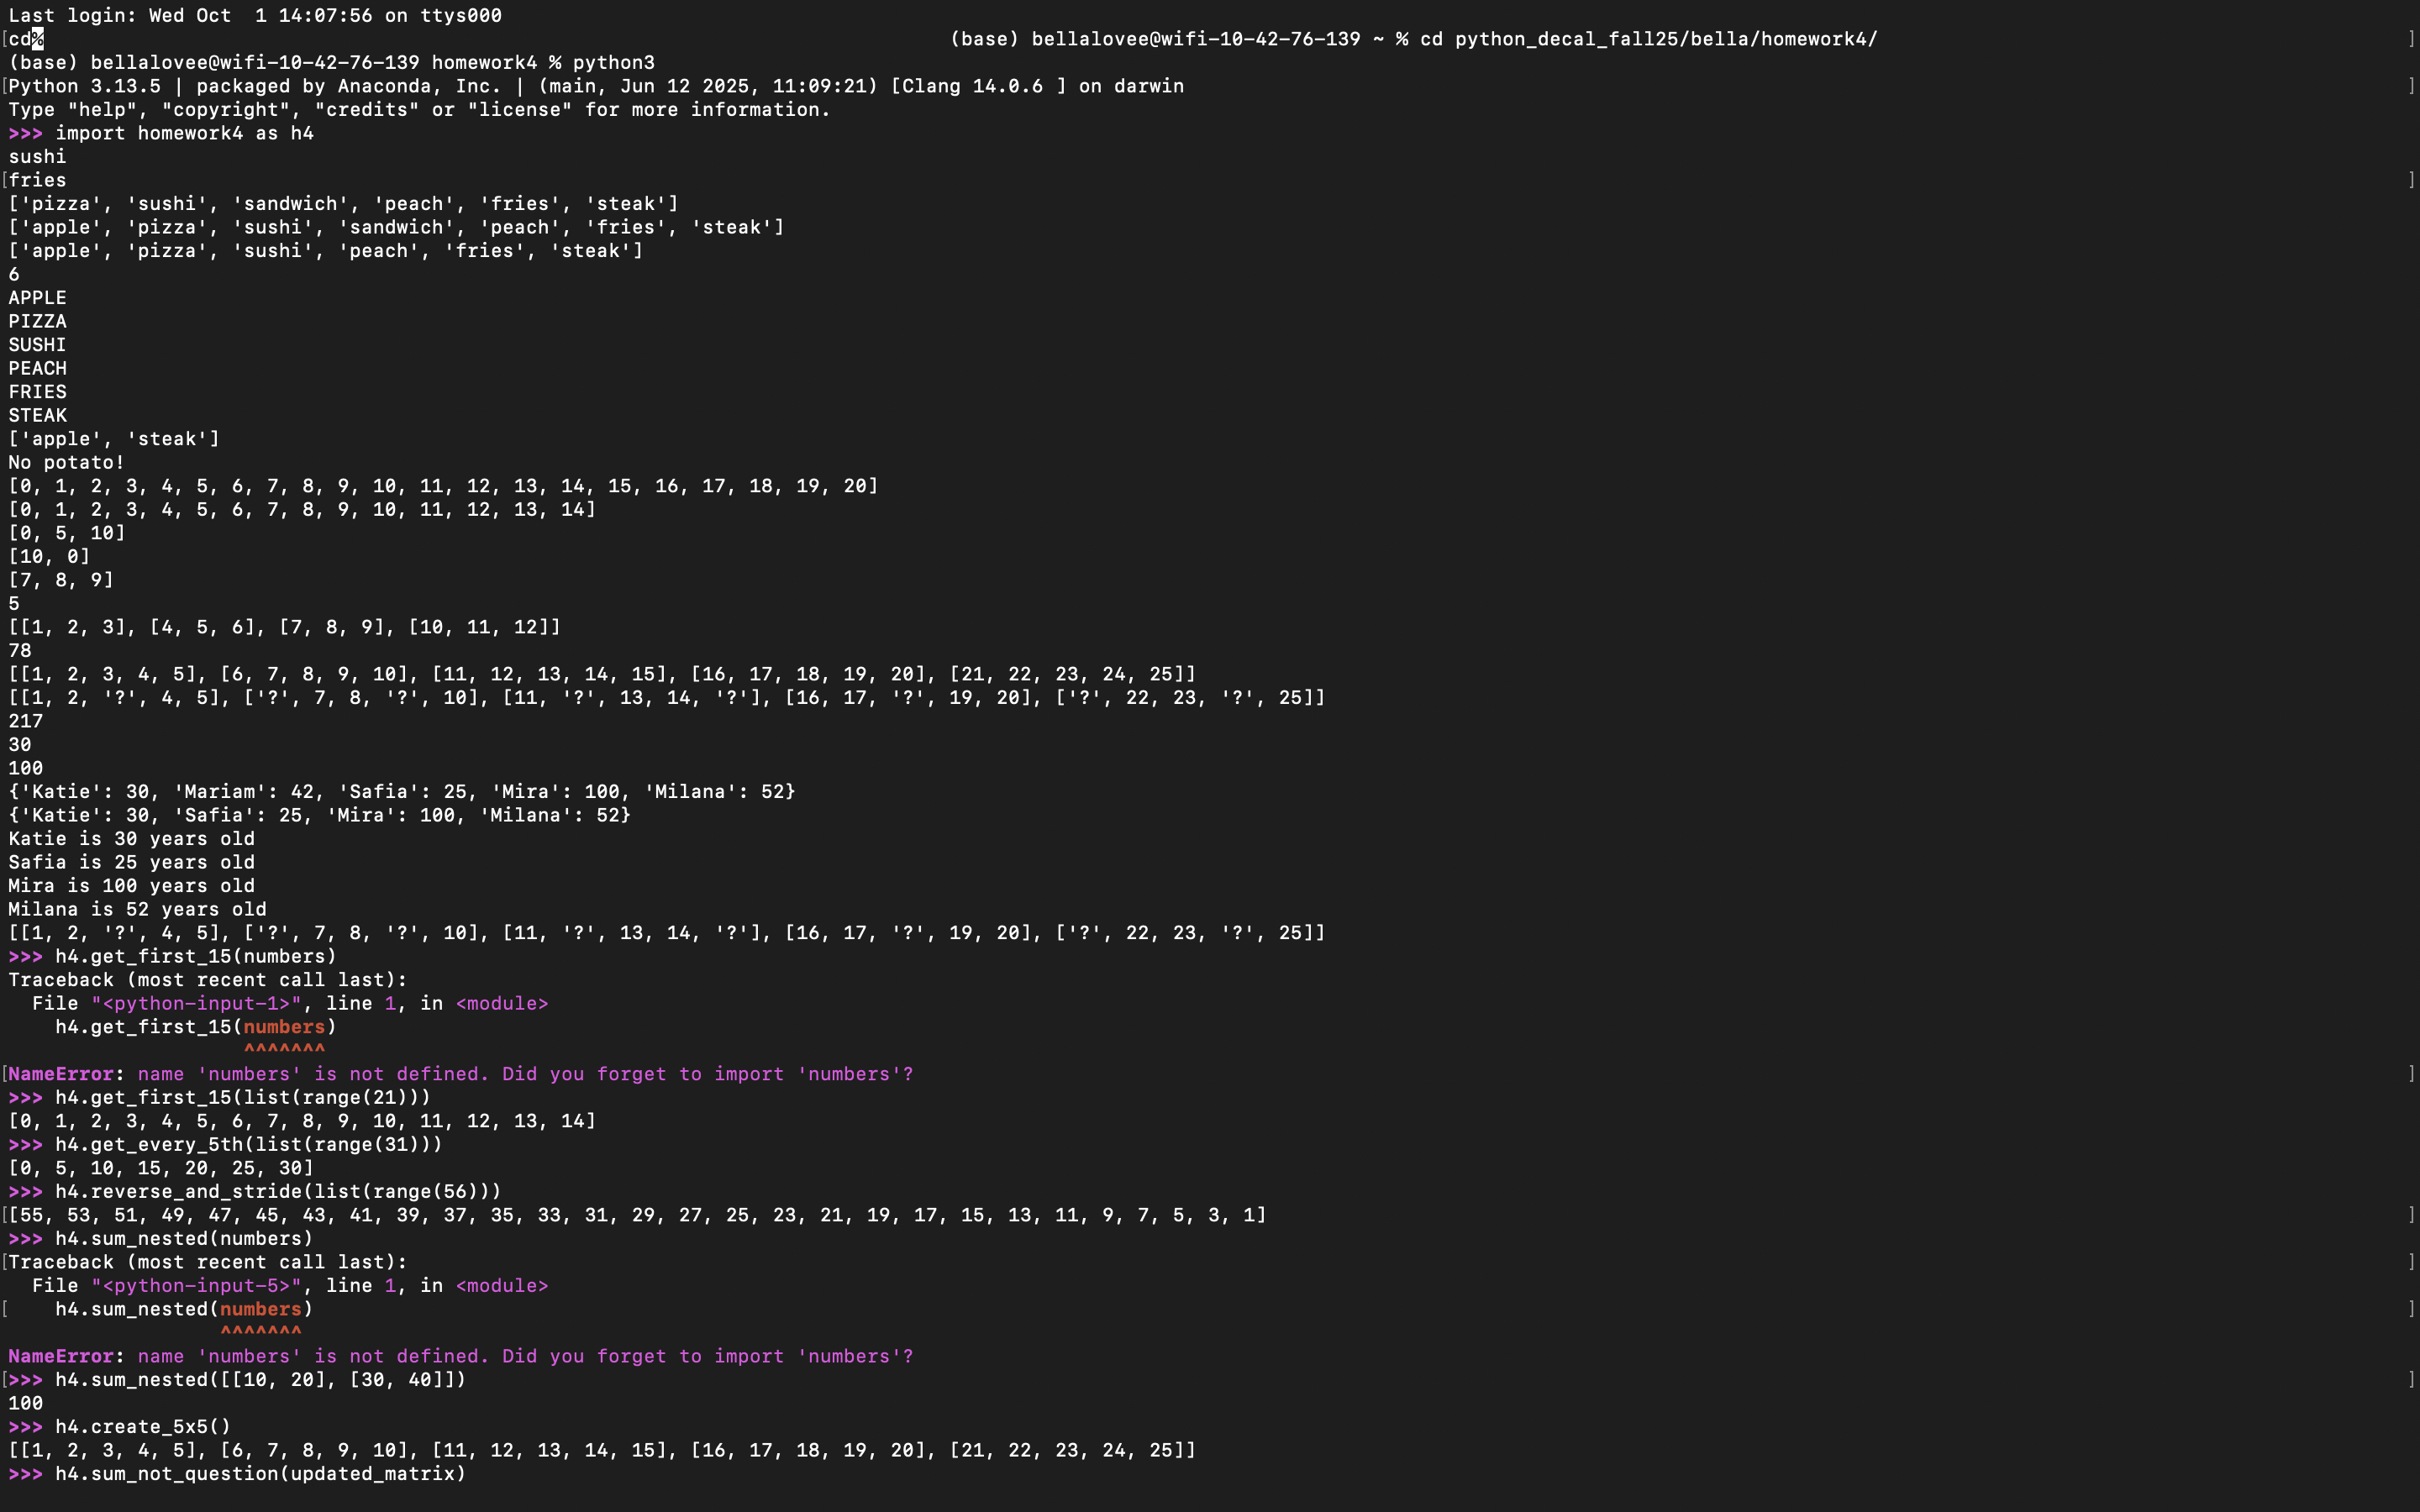 Last login: Wed Oct  1 14:07:56 on ttys000
[cd%                                                                             (base) bellalovee@wifi-10-42-76-139 ~ % cd python_decal_fall25/bella/homework4/ ]
(base) bellalovee@wifi-10-42-76-139 homework4 % python3
[Python 3.13.5 | packaged by Anaconda, Inc. | (main, Jun 12 2025, 11:09:21) [Clang 14.0.6 ] on darwin ]
Type "help", "copyright", "credits" or "license" for more information.
>>> import homework4 as h4
sushi
[fries ]
['pizza', 'sushi', 'sandwich', 'peach', 'fries', 'steak']
['apple', 'pizza', 'sushi', 'sandwich', 'peach', 'fries', 'steak']
['apple', 'pizza', 'sushi', 'peach', 'fries', 'steak']
6
APPLE
PIZZA
SUSHI
PEACH
FRIES
STEAK
['apple', 'steak']
No potato!
[0, 1, 2, 3, 4, 5, 6, 7, 8, 9, 10, 11, 12, 13, 14, 15, 16, 17, 18, 19, 20]
[0, 1, 2, 3, 4, 5, 6, 7, 8, 9, 10, 11, 12, 13, 14]
[0, 5, 10]
[10, 0]
[7, 8, 9]
5
[[1, 2, 3], [4, 5, 6], [7, 8, 9], [10, 11, 12]]
78
[[1, 2, 3, 4, 5], [6, 7, 8, 9, 10], [11, 12, 13, 14, 15], [16, 17, 18, 19, 20], [21, 22, 23, 24, 25]]
[[1, 2, '?', 4, 5], ['?', 7, 8, '?', 10], [11, '?', 13, 14, '?'], [16, 17, '?', 19, 20], ['?', 22, 23, '?', 25]]
217
30
100
{'Katie': 30, 'Mariam': 42, 'Safia': 25, 'Mira': 100, 'Milana': 52}
{'Katie': 30, 'Safia': 25, 'Mira': 100, 'Milana': 52}
Katie is 30 years old
Safia is 25 years old
Mira is 100 years old
Milana is 52 years old
[[1, 2, '?', 4, 5], ['?', 7, 8, '?', 10], [11, '?', 13, 14, '?'], [16, 17, '?', 19, 20], ['?', 22, 23, '?', 25]]
>>> h4.get_first_15(numbers)
Traceback (most recent call last):
  File "<python-input-1>", line 1, in <module>
    h4.get_first_15(numbers)
                    ^^^^^^^
[NameError: name 'numbers' is not defined. Did you forget to import 'numbers'? ]
>>> h4.get_first_15(list(range(21)))
[0, 1, 2, 3, 4, 5, 6, 7, 8, 9, 10, 11, 12, 13, 14]
>>> h4.get_every_5th(list(range(31)))
[0, 5, 10, 15, 20, 25, 30]
>>> h4.reverse_and_stride(list(range(56)))
[[55, 53, 51, 49, 47, 45, 43, 41, 39, 37, 35, 33, 31, 29, 27, 25, 23, 21, 19, 17, 15, 13, 11, 9, 7, 5, 3, 1] ]
>>> h4.sum_nested(numbers)
[Traceback (most recent call last): ]
  File "<python-input-5>", line 1, in <module>
[    h4.sum_nested(numbers) ]
                  ^^^^^^^
NameError: name 'numbers' is not defined. Did you forget to import 'numbers'?
[>>> h4.sum_nested([[10, 20], [30, 40]]) ]
100
>>> h4.create_5x5()
[[1, 2, 3, 4, 5], [6, 7, 8, 9, 10], [11, 12, 13, 14, 15], [16, 17, 18, 19, 20], [21, 22, 23, 24, 25]]
>>> h4.sum_not_question(updated_matrix)